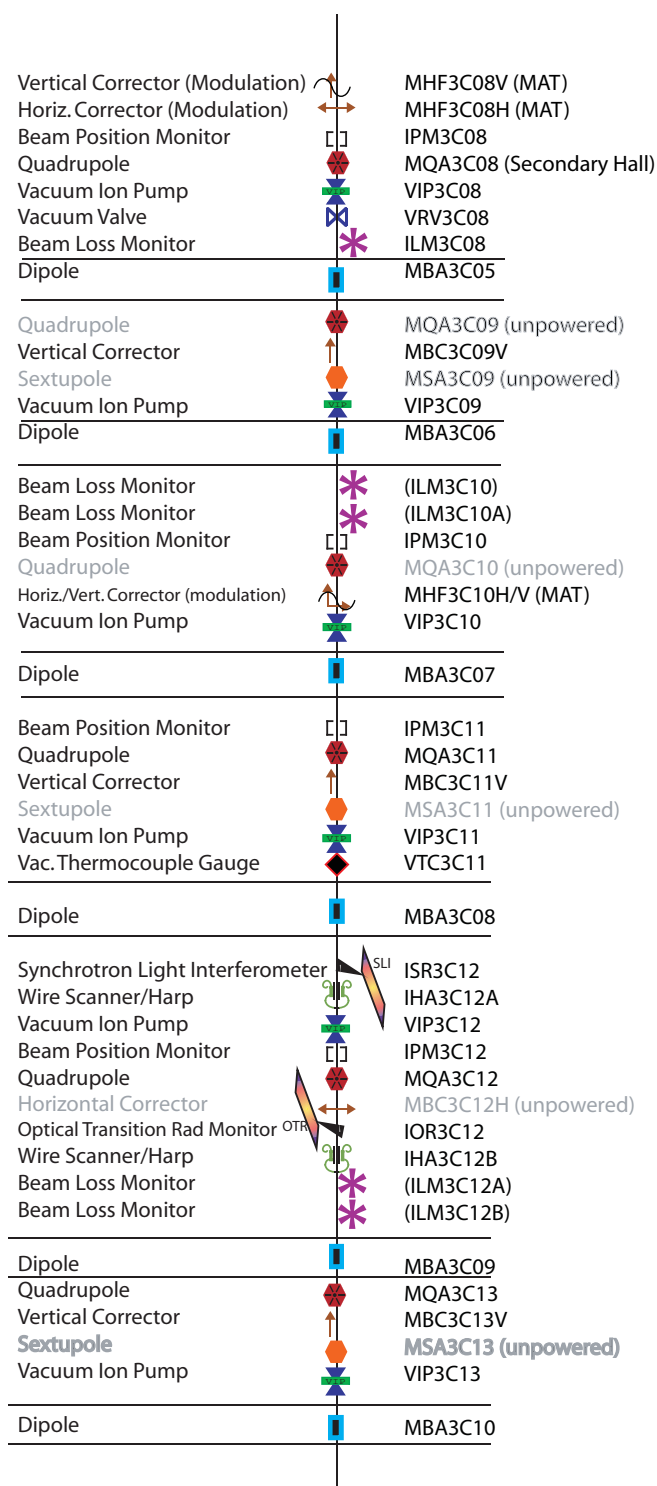 Vertical Corrector (Modulation) MHF3C08V (MAT)
Horiz. Corrector (Modulation) MHF3C08H (MAT)
Beam Position Monitor IPM3C08
Quadrupole MQA3C08 (Secondary Hall)
Vacuum Ion Pump VIP VIP3C08
Vacuum Valve VRV3C08
Beam Loss Monitor ILM3C08
Dipole MBA3C05
Quadrupole MQA3C09 (unpowered)
Vertical Corrector MBC3C09V
Sextupole MSA3C09 (unpowered)
Vacuum Ion Pump VIP VIP3C09
Dipole MBA3C06
Beam Loss Monitor (ILM3C10)
Beam Loss Monitor (ILM3C10A)
Beam Position Monitor IPM3C10
Quadrupole MQA3C10 (unpowered)
Horiz./Vert. Corrector (modulation) MHF3C10H/V (MAT)
Vacuum Ion Pump VIP VIP3C10
Dipole MBA3C07
Beam Position Monitor IPM3C11
Quadrupole MQA3C11
Vertical Corrector MBC3C11V
Sextupole MSA3C11 (unpowered)
Vacuum Ion Pump VIP VIP3C11
Vac. Thermocouple Gauge VTC3C11
Dipole MBA3C08
Synchrotron Light Interferometer SLI ISR3C12
Wire Scanner/Harp IHA3C12A
Vacuum Ion Pump VIP VIP3C12
Beam Position Monitor IPM3C12
Quadrupole MQA3C12
Horizontal Corrector MBC3C12H (unpowered)
Optical Transition Rad Monitor OTR IOR3C12
Wire Scanner/Harp IHA3C12B
Beam Loss Monitor (ILM3C12A)
Beam Loss Monitor (ILM3C12B)
Dipole MBA3C09
Quadrupole MQA3C13
Vertical Corrector MBC3C13V
Sextupole MSA3C13 (unpowered)
Vacuum Ion Pump VIP VIP3C13
Dipole MBA3C10